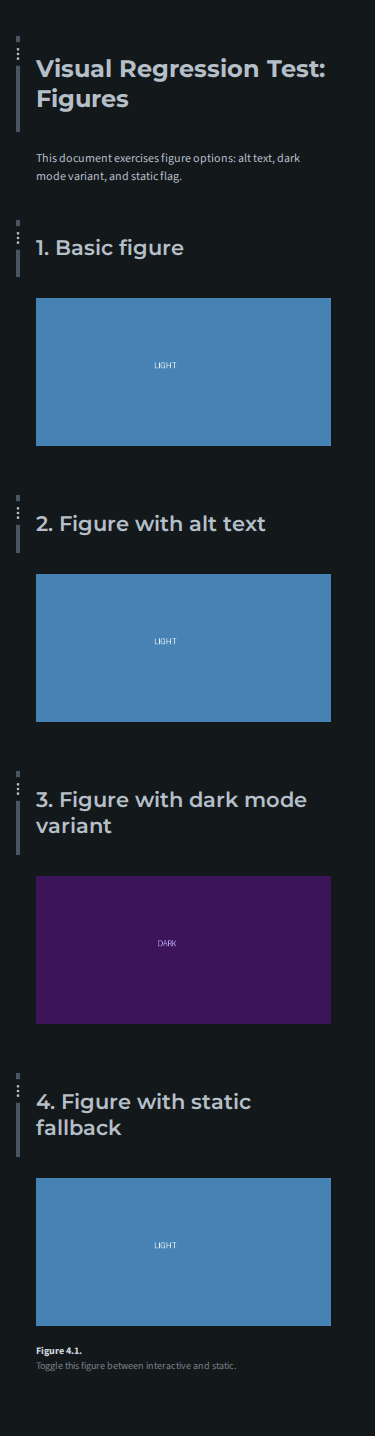 Visual Regression Test:
Figures
This document exercises figure options: alt text, dark
mode variant, and static flag.
1. Basic figure
LIGHT
2. Figure with alt text
LIGHT
3. Figure with dark mode
variant
DARK
4. Figure with static
fallback
LIGHT
Figure 4.1.
Toggle this figure between interactive and static.